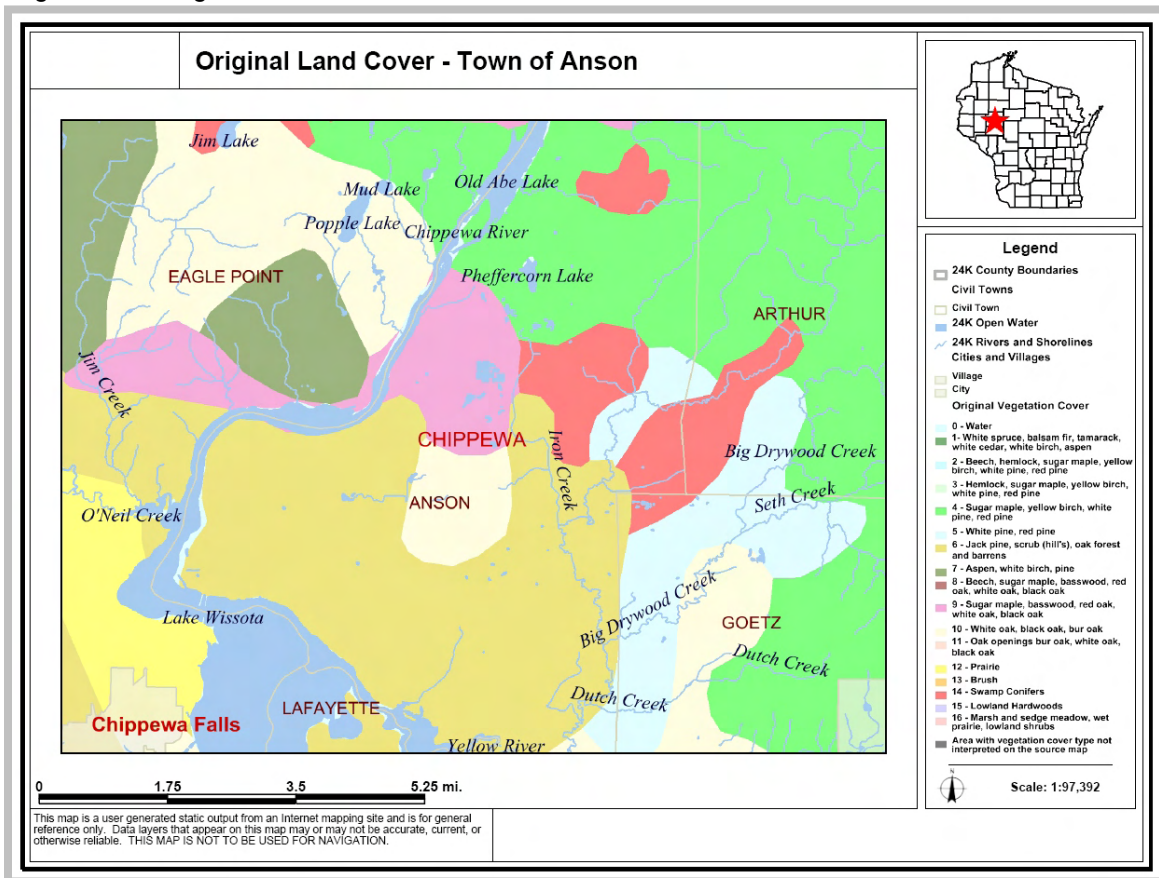 Original Land Cover - Town of Anson
Jim Lake
Mud Lake
Old Abe Lake
Popple Lake
Chippewa River
EAGLE POINT
Pheffercorn Lake
ARTHUR
Jim Creek
CHIPPEWA
Iron Creek
Big Drywood Creek
ANSON
Seth Creek
O'Neil Creek
Lake Wissota
Big Drywood Creek
GOETZ
Dutch Creek
Dutch Creek
LAFAYETTE
Chippewa Falls
Yellow River
0 1.75 3.5 5.25 mi.
This map is a user generated static output from an Internet mapping site and is for general
reference only. Data layers that appear on this map may or may not be accurate, current, or
otherwise reliable. THIS MAP IS NOT TO BE USED FOR NAVIGATION.
Legend
24K County Boundaries
Civil Towns
Civil Town
24K Open Water
24K Rivers and Shorelines
Cities and Villages
Village
City
Original Vegetation Cover
0 - Water
1- White spruce, balsam fir, tamarack,
white cedar, white birch, aspen
2 - Beech, hemlock, sugar maple, yellow
birch, white pine, red pine
3 - Hemlock, sugar maple, yellow birch,
white pine, red pine
4 - Sugar maple, yellow birch, white
pine, red pine
5 - White pine, red pine
6 - Jack pine, scrub (hill's), oak forest
and barrens
7 - Aspen, white birch, pine
8 - Beech, sugar maple, basswood, red
oak, white oak, black oak
9 - Sugar maple, basswood, red oak,
white oak, black oak
10 - White oak, black oak, bur oak
11 - Oak openings bur oak, white oak,
black oak
12 - Prairie
13 - Brush
14 - Swamp Conifers
15 - Lowland Hardwoods
16 - Marsh and sedge meadow, wet
prairie, lowland shrubs
Area with vegetation cover type not
interpreted on the source map
N
Scale: 1:97,392